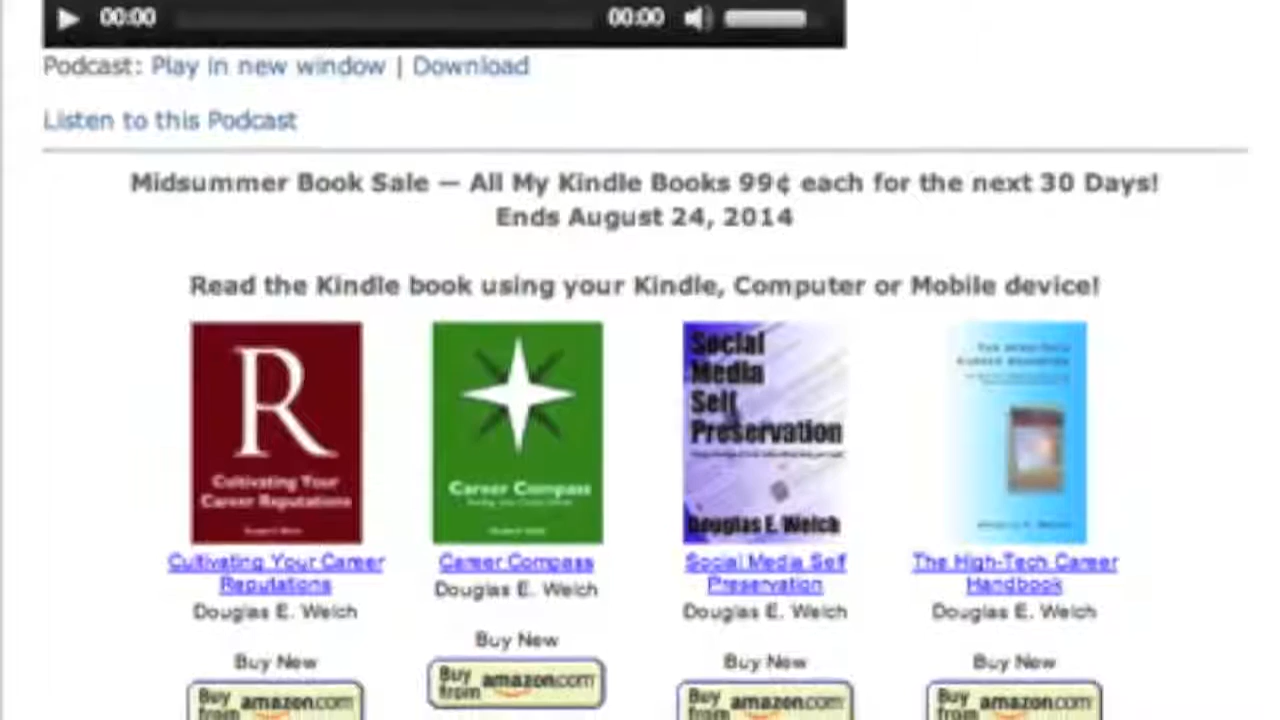 00:00 00:00
Podcast: Play in new window | Download
Listen to this Podcast
Midsummer Book Sale — All My Kindle Books 99¢ each for the next 30 Days!
Ends August 24, 2014
Read the Kindle book using your Kindle, Computer or Mobile device!
R
Cultivating Your
Career Reputations
Career Compass
Social
Media
Self
Preservation
Douglas E. Welch
Cultivating Your Career
Reputations
Douglas E. Welch
Buy New
Buy from amazon.com
Career Compass
Douglas E. Welch
Buy New
Buy from amazon.com
Social Media Self
Preservation
Douglas E. Welch
Buy New
Buy from amazon.com
The High-Tech Career
Handbook
Douglas E. Welch
Buy New
Buy from amazon.com